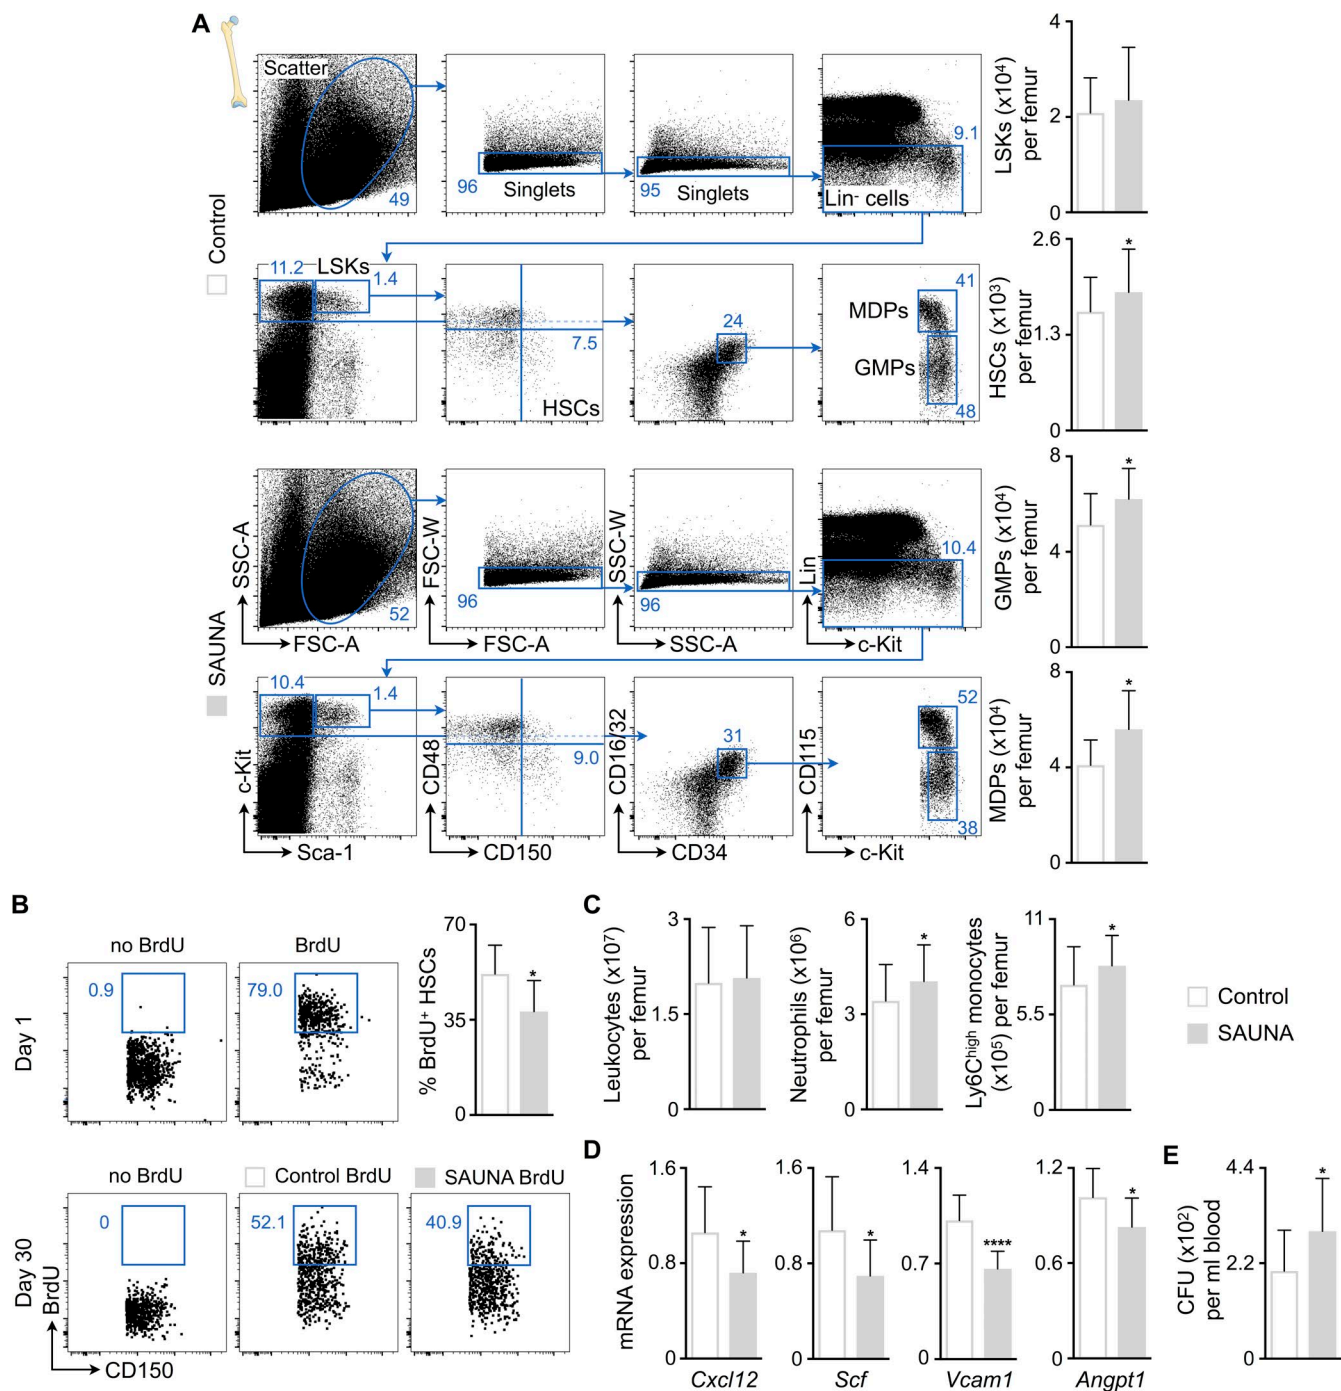 A
Control
Scatter
49
96
Singlets
95
Singlets
9.1
Lin- cells
4
2
0
LSKs (x10⁴)
per femur
11.2
LSKs
1.4
7.5
HSCs
24
41
MDPs
GMPs
48
2.6
1.3
0
HSCs (x10³)
per femur
SAUNA
SSC-A
52
FSC-A
FSC-W
96
FSC-A
SSC-W
96
SSC-A
Lin
10.4
c-Kit
8
4
0
GMPs (x10⁴)
per femur
10.4
1.4
c-Kit
Sca-1
CD48
9.0
CD150
CD16/32
31
CD34
CD115
52
38
c-Kit
8
4
0
MDPs (x10⁴)
per femur
B
no BrdU
BrdU
Day 1
0.9
79.0
70
35
0
% BrdU⁺ HSCs
*
no BrdU
Control BrdU
SAUNA BrdU
Day 30
0
52.1
40.9
BrdU
CD150
C
3
1.5
0
Leukocytes (x10⁷)
per femur
6
3
0
Neutrophils (x10⁶)
per femur
*
11
5.5
0
Ly6Cʰⁱᵍʰ monocytes
(x10⁵) per femur
*
Control
SAUNA
D
mRNA expression
1.6
0.8
0
*
Cxcl12
1.6
0.8
0
*
Scf
1.4
0.7
0
****
Vcam1
1.2
0.6
0
*
Angpt1
E
4.4
2.2
0
CFU (x10²)
per ml blood
*